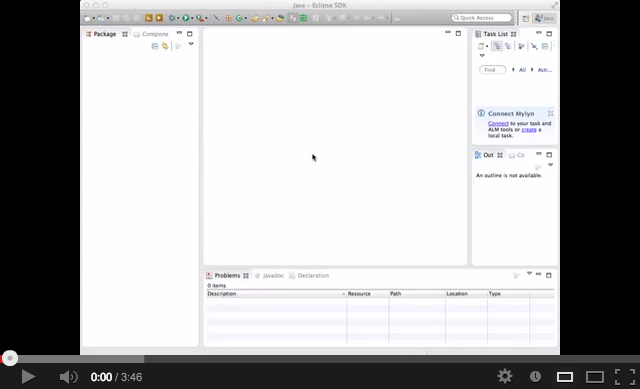 Java - Eclipse SDK
Quick Access
Java
Package
Compone
Task List
Find
All
Acti...
Connect Mylyn
Connect to your task and
ALM tools or create a
local task.
Out
Co
An outline is not available.
Problems
Javadoc
Declaration
0 items
Description
Resource
Path
Location
Type
0:00 / 3:46